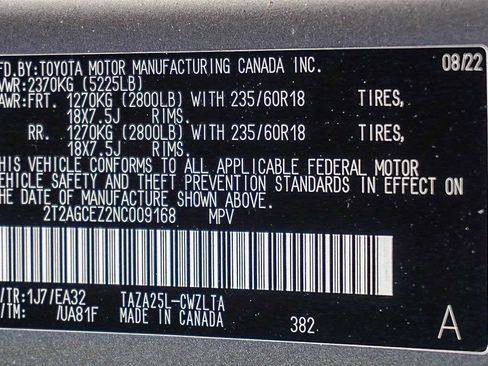 FD.BY:TOYOTA MOTOR MANUFACTURING CANADA INC. 08/22
VWR:2370KG (5225LB)
AWR:FRT. 1270KG (2800LB) WITH 235/60R18 TIRES,
18X7.5J RIMS.
RR. 1270KG (2800LB) WITH 235/60R18 TIRES,
18X7.5J RIMS.
THIS VEHICLE CONFORMS TO ALL APPLICABLE FEDERAL MOTOR
VEHICLE SAFETY AND THEFT PREVENTION STANDARDS IN EFFECT ON
THE DATE OF MANUFACTURE SHOWN ABOVE.
2T2AGCEZ2NC009168 MPV
/TR:1J7/EA32 TAZA25L-CWZLTA
/TM: /UA81F MADE IN CANADA 382 A